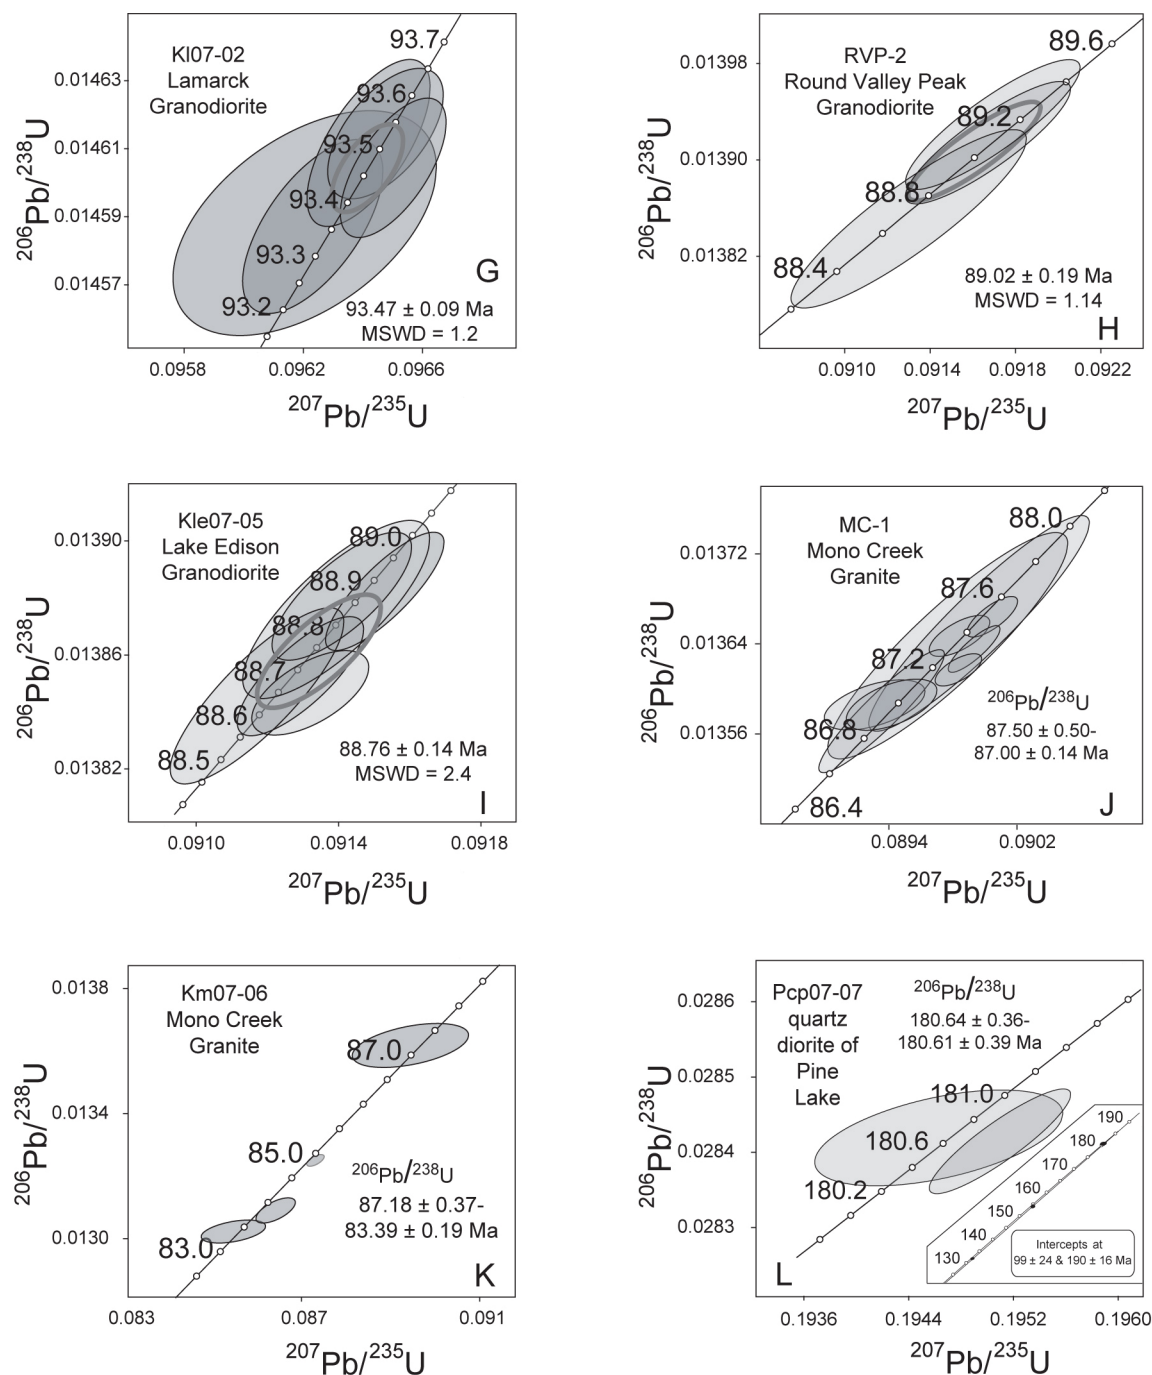 Kl07-02
Lamarck
Granodiorite
93.7
93.6
93.5
93.4
93.3
93.2
0.01463
0.01461
0.01459
0.01457
206Pb/238U
G
93.47 ± 0.09 Ma
MSWD = 1.2
0.0958
0.0962
0.0966
207Pb/235U
RVP-2
Round Valley Peak
Granodiorite
89.6
89.2
88.8
88.4
0.01398
0.01390
0.01382
206Pb/238U
89.02 ± 0.19 Ma
MSWD = 1.14
H
0.0910
0.0914
0.0918
0.0922
207Pb/235U
Kle07-05
Lake Edison
Granodiorite
89.0
88.9
88.8
88.7
88.6
88.5
0.01390
0.01386
0.01382
206Pb/238U
88.76 ± 0.14 Ma
MSWD = 2.4
I
0.0910
0.0914
0.0918
207Pb/235U
MC-1
Mono Creek
Granite
88.0
87.6
87.2
86.8
86.4
0.01372
0.01364
0.01356
206Pb/238U
206Pb/238U
87.50 ± 0.50-
87.00 ± 0.14 Ma
J
0.0894
0.0902
207Pb/235U
Km07-06
Mono Creek
Granite
87.0
85.0
83.0
0.0138
0.0134
0.0130
206Pb/238U
206Pb/238U
87.18 ± 0.37-
83.39 ± 0.19 Ma
K
0.083
0.087
0.091
207Pb/235U
Pcp07-07
quartz
diorite of
Pine
Lake
206Pb/238U
180.64 ± 0.36-
180.61 ± 0.39 Ma
181.0
180.6
180.2
0.0286
0.0285
0.0284
0.0283
206Pb/238U
190
180
170
160
150
140
130
Intercepts at
99 ± 24 & 190 ± 16 Ma
L
0.1936
0.1944
0.1952
0.1960
207Pb/235U